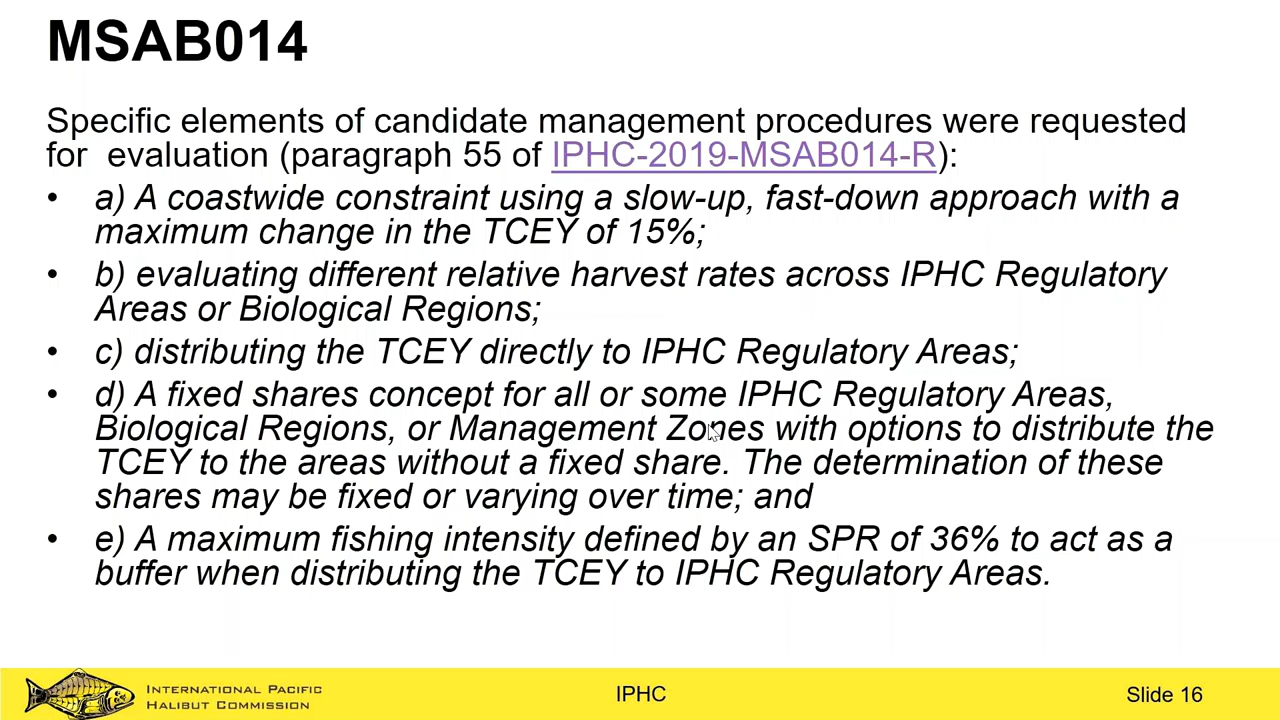 MSAB014
Specific elements of candidate management procedures were requested
for  evaluation (paragraph 55 of IPHC-2019-MSAB014-R):
• a) A coastwide constraint using a slow-up, fast-down approach with a
maximum change in the TCEY of 15%;
• b) evaluating different relative harvest rates across IPHC Regulatory
Areas or Biological Regions;
• c) distributing the TCEY directly to IPHC Regulatory Areas;
• d) A fixed shares concept for all or some IPHC Regulatory Areas,
Biological Regions, or Management Zones with options to distribute the
TCEY to the areas without a fixed share. The determination of these
shares may be fixed or varying over time; and
• e) A maximum fishing intensity defined by an SPR of 36% to act as a
buffer when distributing the TCEY to IPHC Regulatory Areas.
INTERNATIONAL PACIFIC
HALIBUT COMMISSION
IPHC
Slide 16